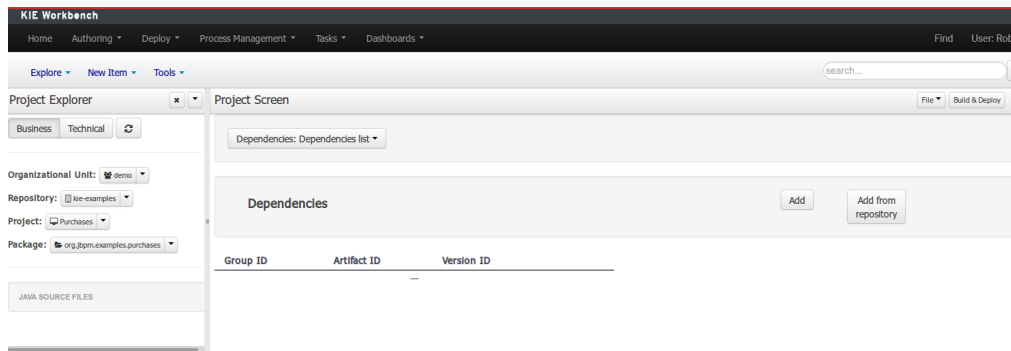 KIE Workbench
Home Authoring Deploy Process Management Tasks Dashboards Find User: Rob
Explore New Item Tools search...
Project Explorer Project Screen File Build & Deploy
Business Technical
Dependencies: Dependencies list
Organizational Unit: demo
Repository: kie-examples
Project: Purchases
Package: org.jbpm.examples.purchases
Dependencies Add Add from
repository
Group ID Artifact ID Version ID
---
JAVA SOURCE FILES